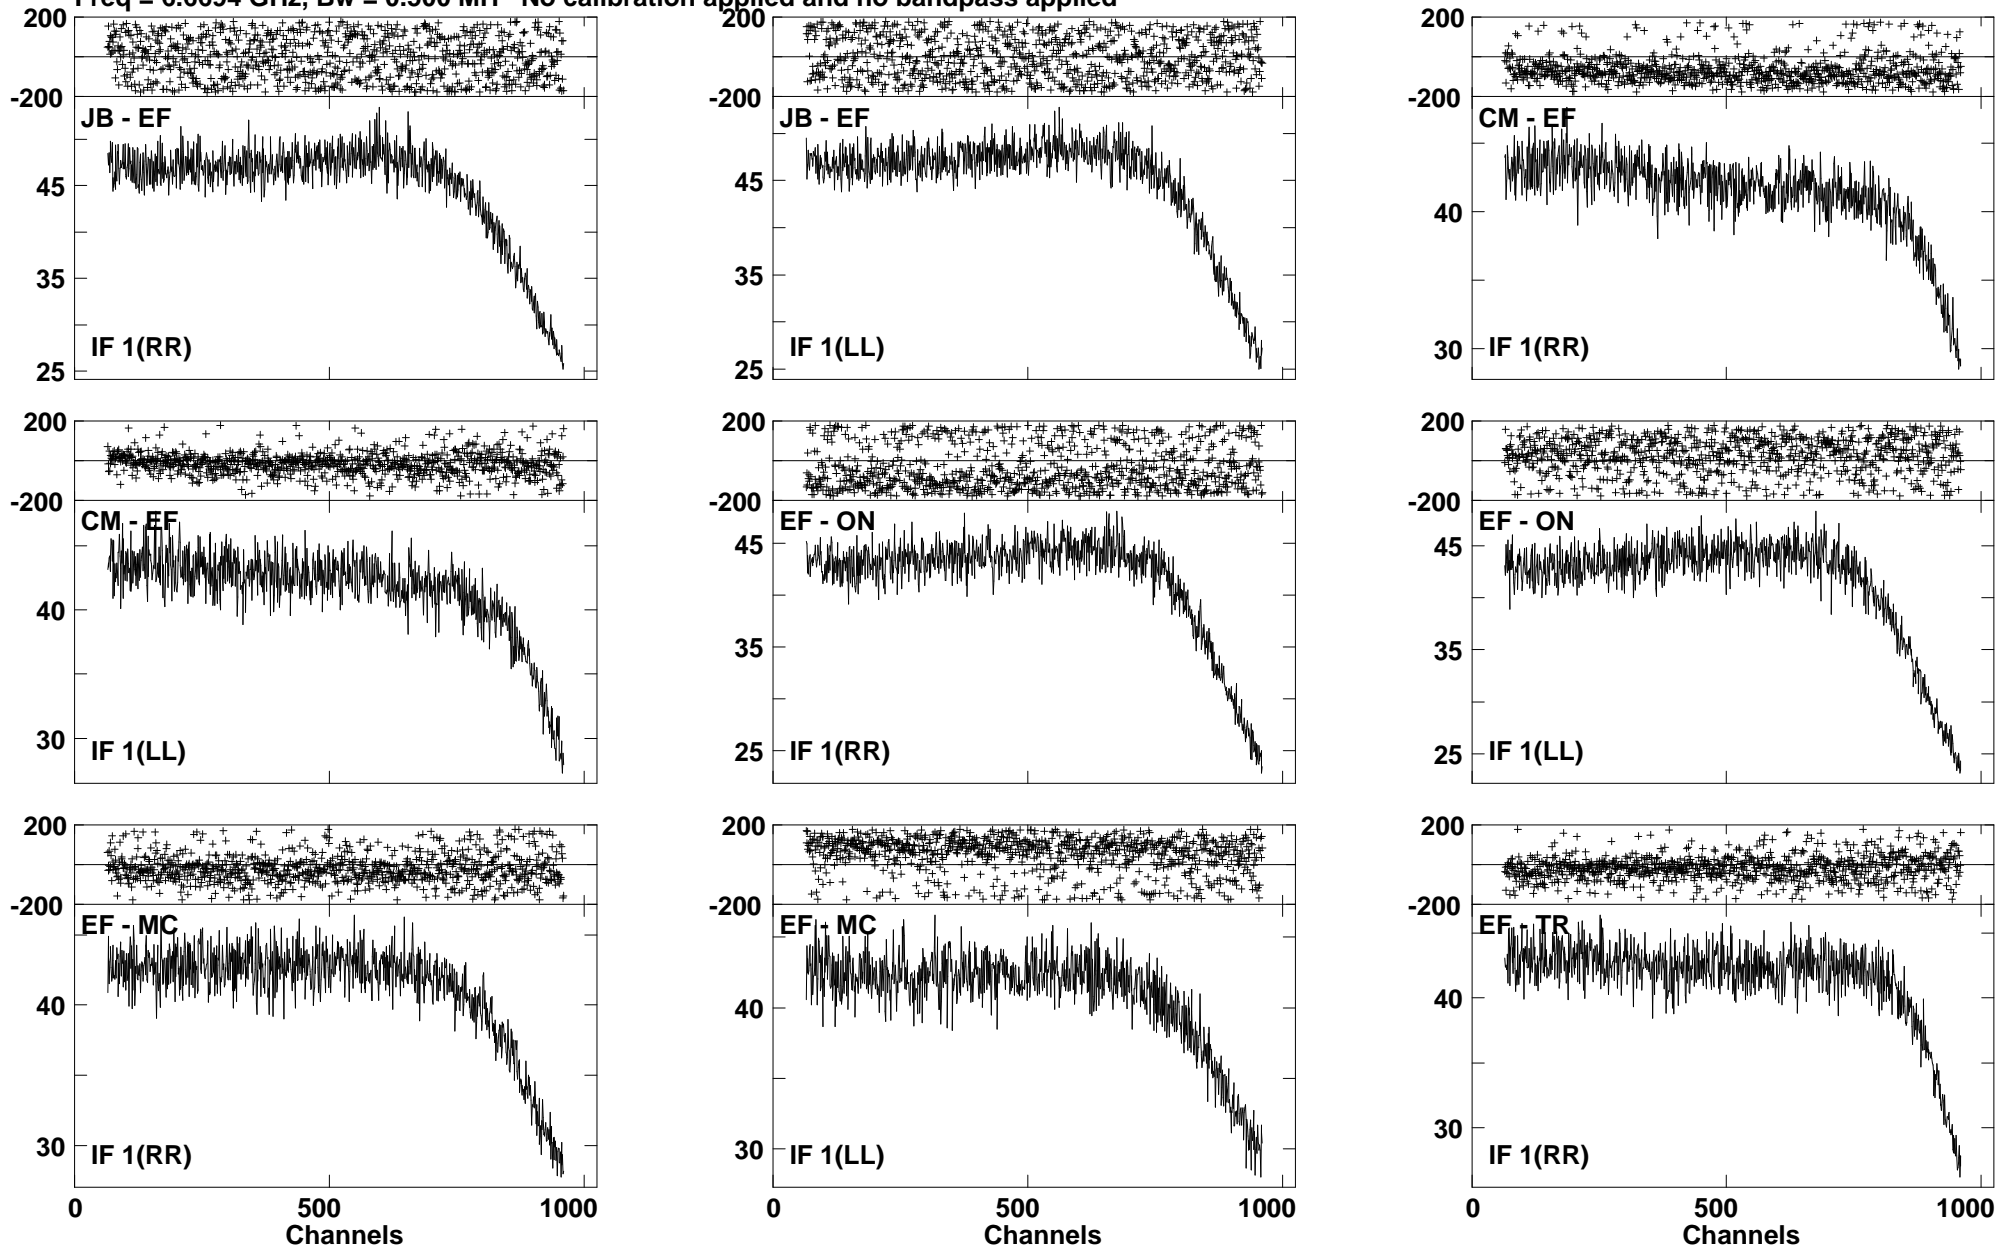 No calibration applied and no bandpass applied
200
-200
JB - EF
45
35
25
IF 1(RR)
200
-200
JB - EF
45
35
25
IF 1(LL)
200
-200
CM - EF
40
30
IF 1(RR)
200
-200
CM - EF
40
30
IF 1(LL)
200
-200
EF - ON
45
35
25
IF 1(RR)
200
-200
EF - ON
45
35
25
IF 1(LL)
200
-200
EF - MC
40
30
IF 1(RR)
0 500 1000
Channels
200
-200
EF - MC
40
30
IF 1(LL)
0 500 1000
Channels
200
-200
EF - TR
40
30
IF 1(RR)
0 500 1000
Channels